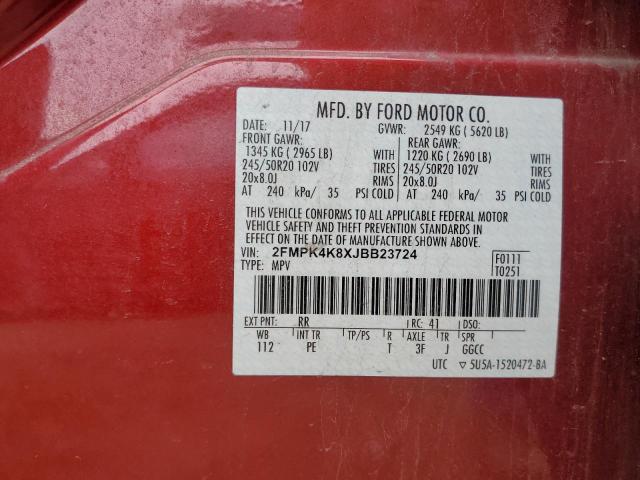 MFD. BY FORD MOTOR CO.
DATE: 11/17 GVWR: 2549 KG ( 5620 LB)
FRONT GAWR: REAR GAWR:
1345 KG ( 2965 LB) WITH 1220 KG ( 2690 LB) WITH
245/50R20 102V TIRES 245/50R20 102V TIRES
20x8.0J RIMS 20x8.0J RIMS
AT 240 kPa/ 35 PSI COLD AT 240 kPa/ 35 PSI COLD
THIS VEHICLE CONFORMS TO ALL APPLICABLE FEDERAL MOTOR
VEHICLE SAFETY AND THEFT PREVENTION STANDARDS IN
EFFECT ON THE DATE OF MANUFACTURE SHOWN ABOVE.
VIN: 2FMPK4K8XJBB23724 F0111
TYPE: MPV T0251
EXT PNT: RR RC: 41 DSO:
WB INT TR TP/PS R AXLE TR SPR
112 PE T 3F J GGCC
UTC ▽ 5U5A-1520472-BA